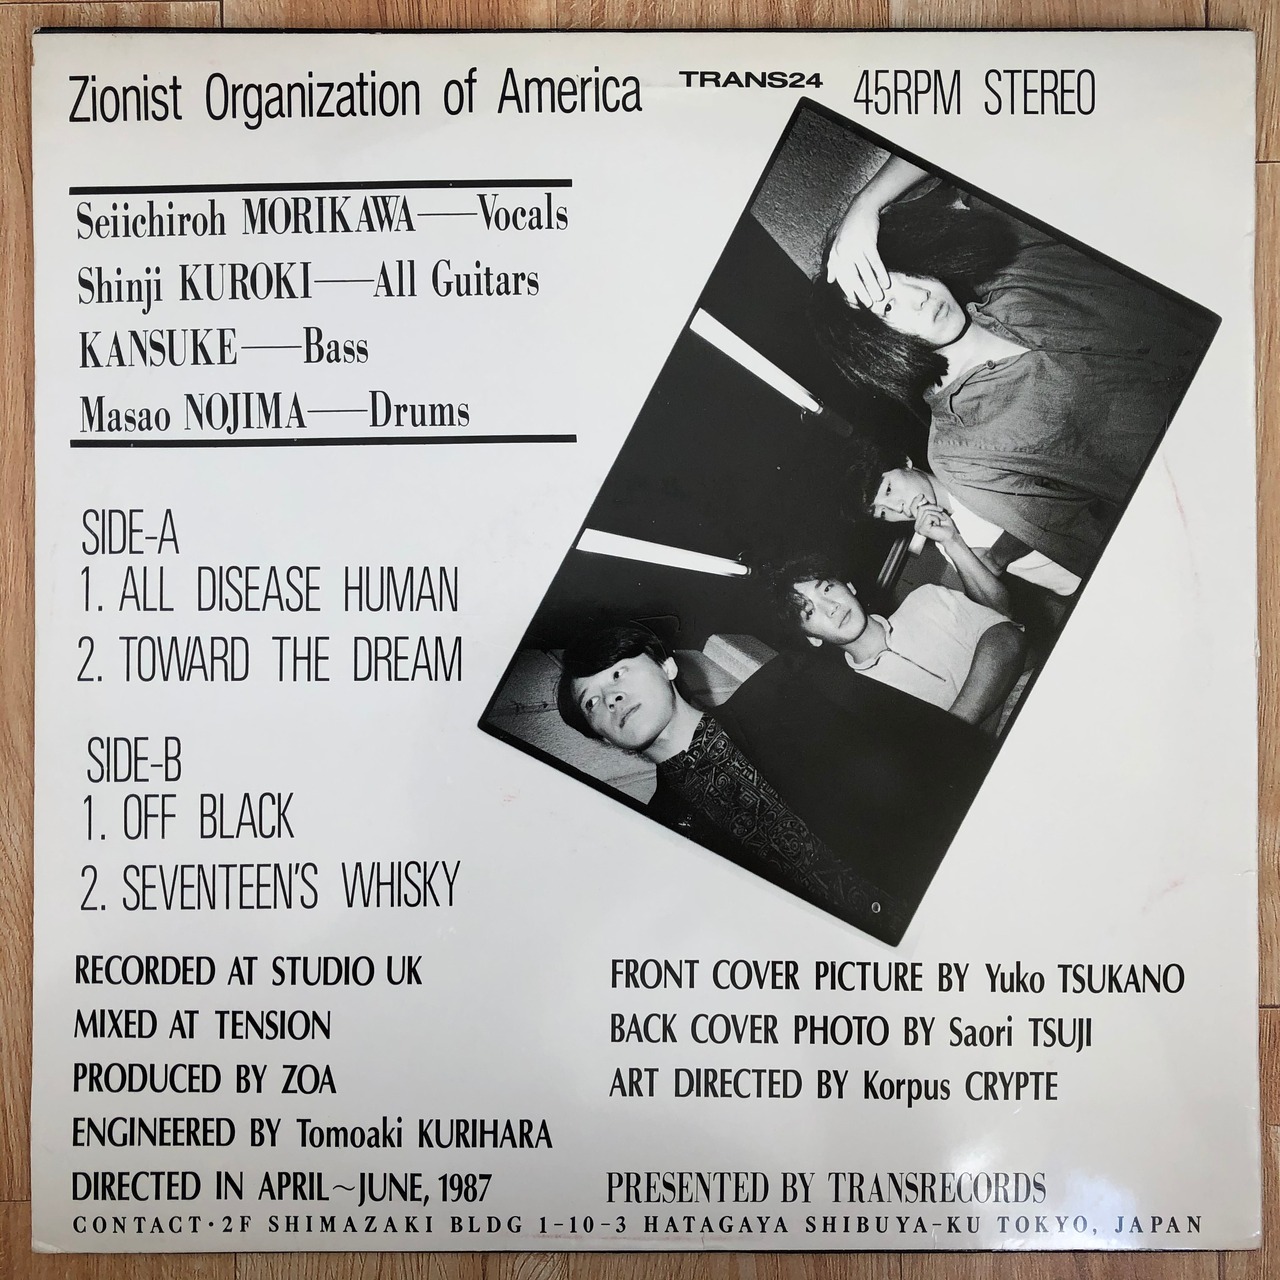 Zionist Organization of America TRANS24 45RPM STEREO
Seiichiroh MORIKAWA—Vocals
Shinji KUROKI—All Guitars
KANSUKE—Bass
Masao NOJIMA—Drums
SIDE-A
1. ALL DISEASE HUMAN
2. TOWARD THE DREAM
SIDE-B
1. OFF BLACK
2. SEVENTEEN'S WHISKY
RECORDED AT STUDIO UK
MIXED AT TENSION
PRODUCED BY ZOA
ENGINEERED BY Tomoaki KURIHARA
DIRECTED IN APRIL~JUNE, 1987
FRONT COVER PICTURE BY Yuko TSUKANO
BACK COVER PHOTO BY Saori TSUJI
ART DIRECTED BY Korpus CRYPTE
PRESENTED BY TRANSRECORDS
CONTACT·2F SHIMAZAKI BLDG 1-10-3 HATAGAYA SHIBUYA-KU TOKYO, JAPAN